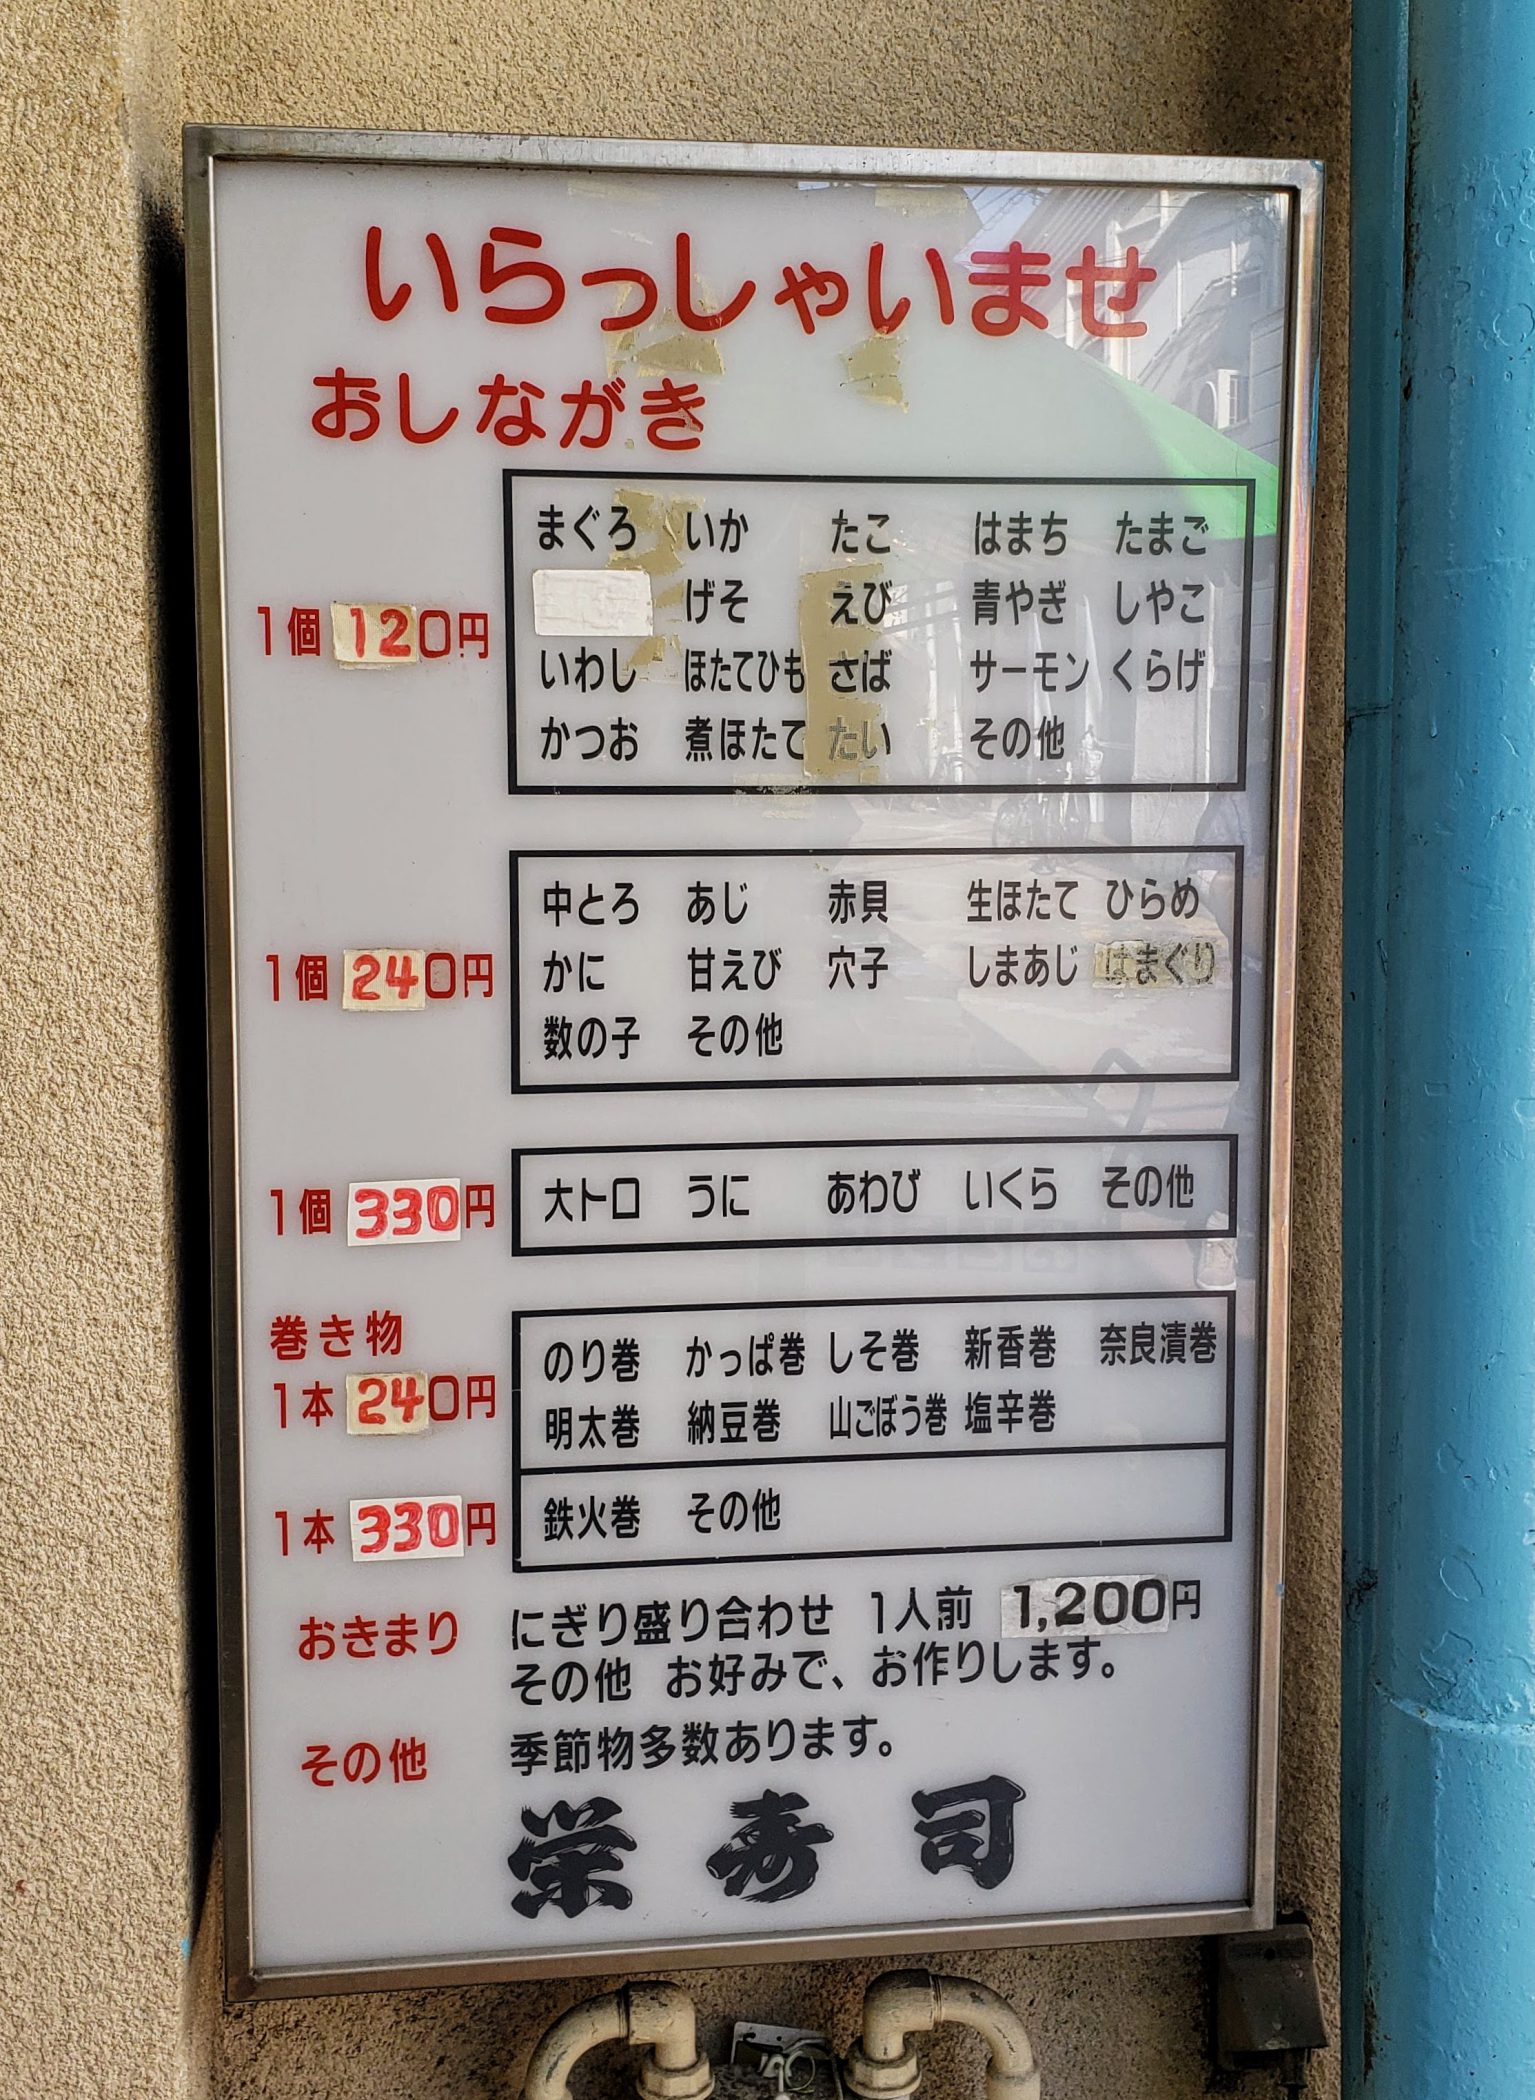 いらっしゃいませ
おしながき
まぐろ いか たこ はまち たまご
1個 120円
げそ えび 青やぎ しやこ
いわし ほたてひも さば サーモン くらげ
かつお 煮ほたて たい その他
1個 240円
中とろ あじ 赤貝 生ほたて ひらめ
かに 甘えび 穴子 しまあじ はまぐり
数の子 その他
1個 330円 大トロ うに あわび いくら その他
巻き物
1本 240円
のり巻 かっぱ巻 しそ巻 新香巻 奈良漬巻
明太巻 納豆巻 山ごぼう巻 塩辛巻
1本 330円 鉄火巻 その他
おきまり にぎり盛り合わせ 1人前 1,200円
その他 お好みで、お作りします。
その他 季節物多数あります。
栄寿司